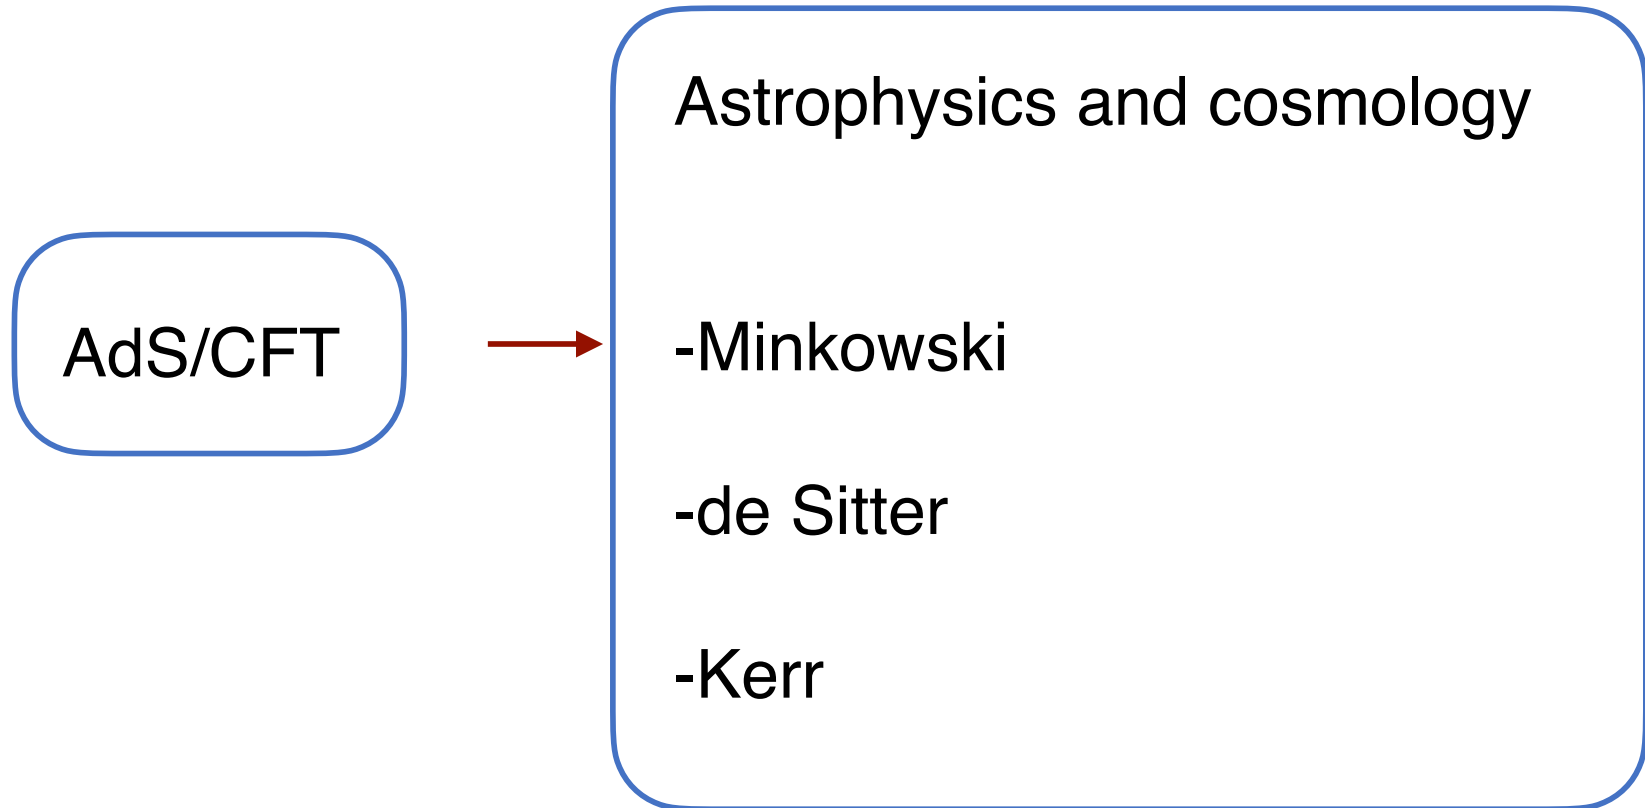 Astrophysics and cosmology
AdS/CFT
-Minkowski
-de Sitter
-Kerr